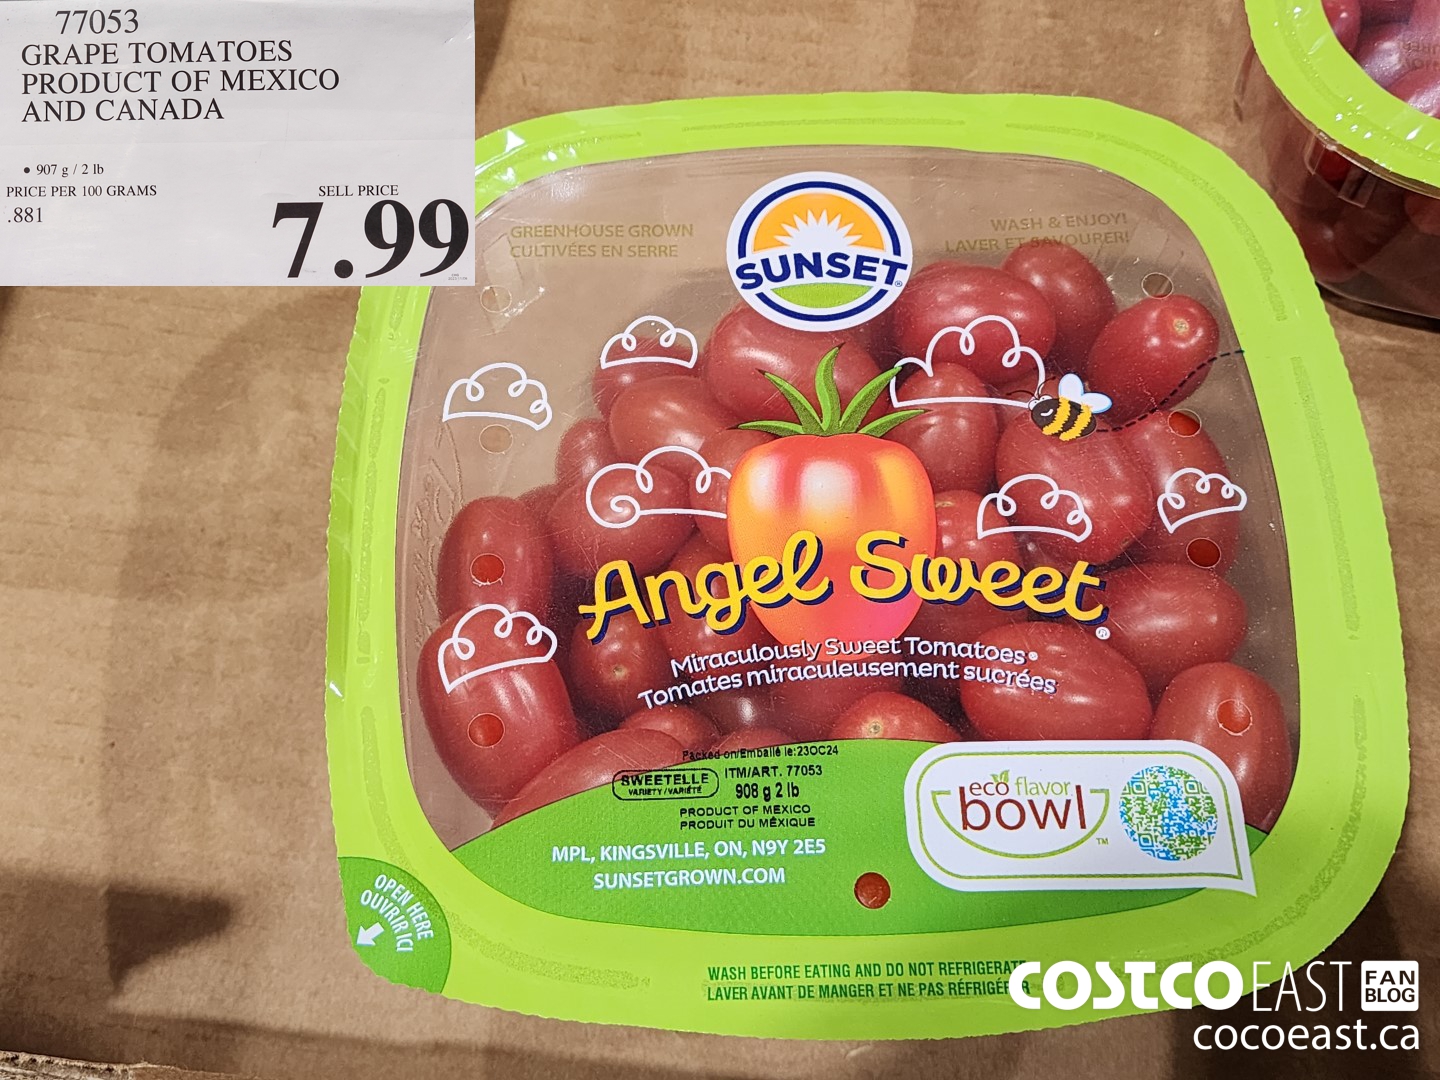 77053
GRAPE TOMATOES
PRODUCT OF MEXICO
AND CANADA
• 907 g / 2 lb
PRICE PER 100 GRAMS
.881
SELL PRICE
7.99
GREENHOUSE GROWN
CULTIVÉES EN SERRE
SUNSET®
WASH & ENJOY!
LAVER ET SAVOURER!
Angel Sweet®
Miraculously Sweet Tomatoes®
Tomates miraculeusement sucrées
Packed on/Emballé le:23OC24
SWEETELLE
VARIETY / VARIÉTÉ
ITM/ART. 77053
908 g 2 lb
PRODUCT OF MEXICO
PRODUIT DU MÉXIQUE
MPL, KINGSVILLE, ON, N9Y 2E5
SUNSETGROWN.COM
eco flavor
bowl™
OPEN HERE
OUVRIR ICI
WASH BEFORE EATING AND DO NOT REFRIGERATE
LAVER AVANT DE MANGER ET NE PAS RÉFRIGÉRER
COSTCO EAST FAN
BLOG
cocoeast.ca